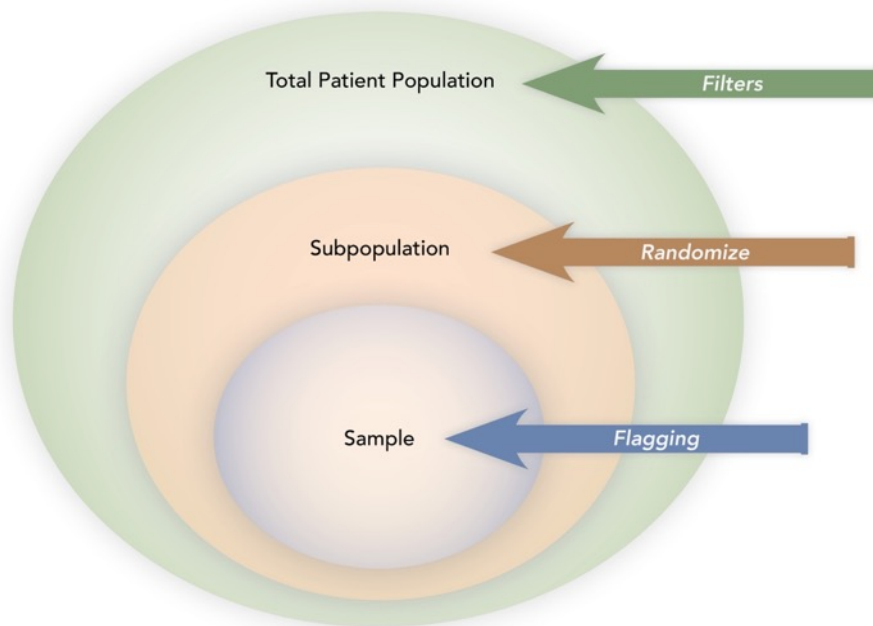 Total Patient Population
Filters
Subpopulation
Randomize
Sample
Flagging